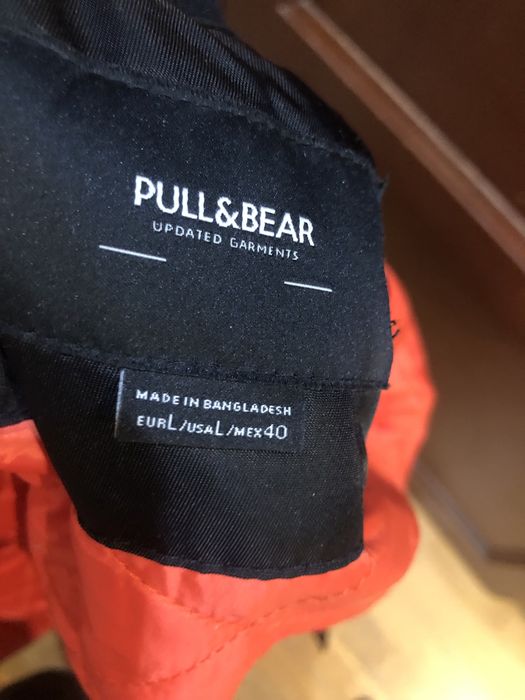 PULL&BEAR
UPDATED GARMENTS
MADE IN BANGLADESH
EURL/USAL/MEX40